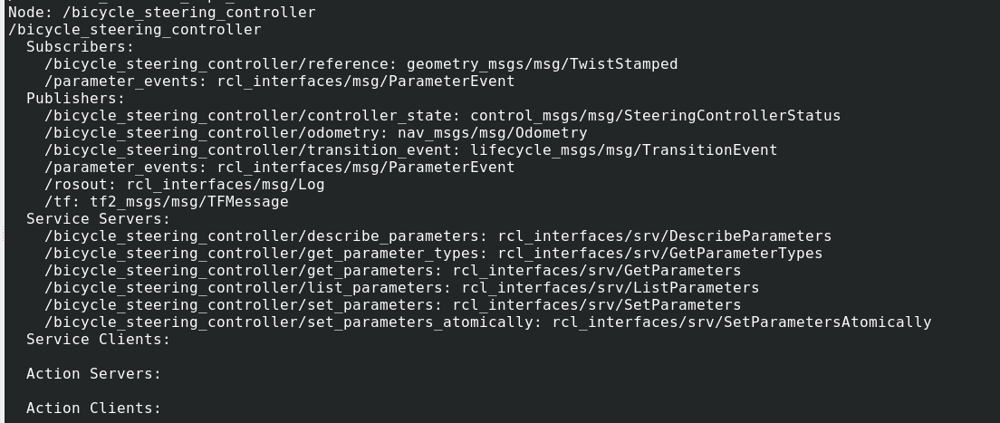 Node: /bicycle_steering_controller
/bicycle_steering_controller
  Subscribers:
    /bicycle_steering_controller/reference: geometry_msgs/msg/TwistStamped
    /parameter_events: rcl_interfaces/msg/ParameterEvent
  Publishers:
    /bicycle_steering_controller/controller_state: control_msgs/msg/SteeringControllerStatus
    /bicycle_steering_controller/odometry: nav_msgs/msg/Odometry
    /bicycle_steering_controller/transition_event: lifecycle_msgs/msg/TransitionEvent
    /parameter_events: rcl_interfaces/msg/ParameterEvent
    /rosout: rcl_interfaces/msg/Log
    /tf: tf2_msgs/msg/TFMessage
  Service Servers:
    /bicycle_steering_controller/describe_parameters: rcl_interfaces/srv/DescribeParameters
    /bicycle_steering_controller/get_parameter_types: rcl_interfaces/srv/GetParameterTypes
    /bicycle_steering_controller/get_parameters: rcl_interfaces/srv/GetParameters
    /bicycle_steering_controller/list_parameters: rcl_interfaces/srv/ListParameters
    /bicycle_steering_controller/set_parameters: rcl_interfaces/srv/SetParameters
    /bicycle_steering_controller/set_parameters_atomically: rcl_interfaces/srv/SetParametersAtomically
  Service Clients:
  Action Servers:
  Action Clients: